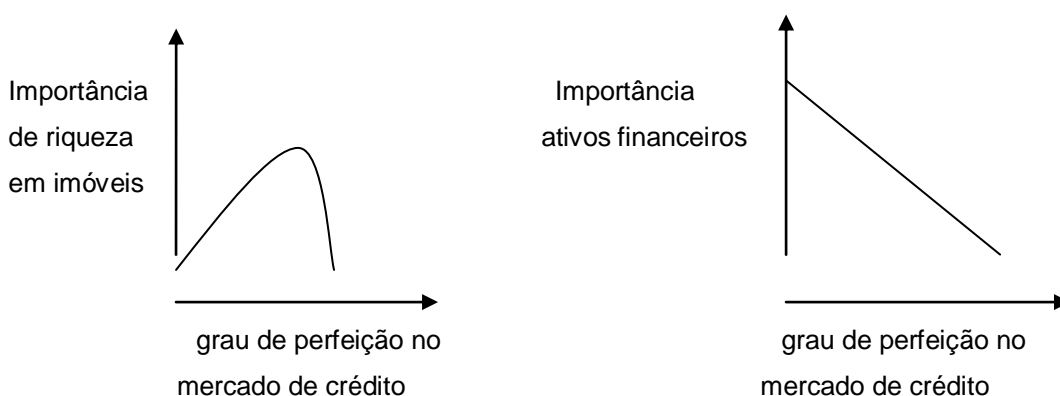 Importância
de riqueza
em imóveis
grau de perfeição no
mercado de crédito
Importância
ativos financeiros
grau de perfeição no
mercado de crédito